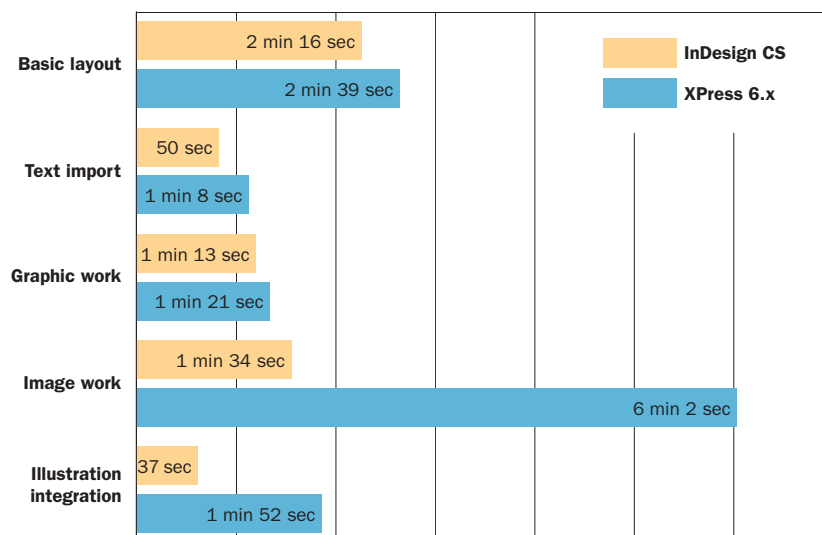 InDesign CS
XPress 6.x
Basic layout
2 min 16 sec
2 min 39 sec
Text import
50 sec
1 min 8 sec
Graphic work
1 min 13 sec
1 min 21 sec
Image work
1 min 34 sec
6 min 2 sec
Illustration
integration
37 sec
1 min 52 sec